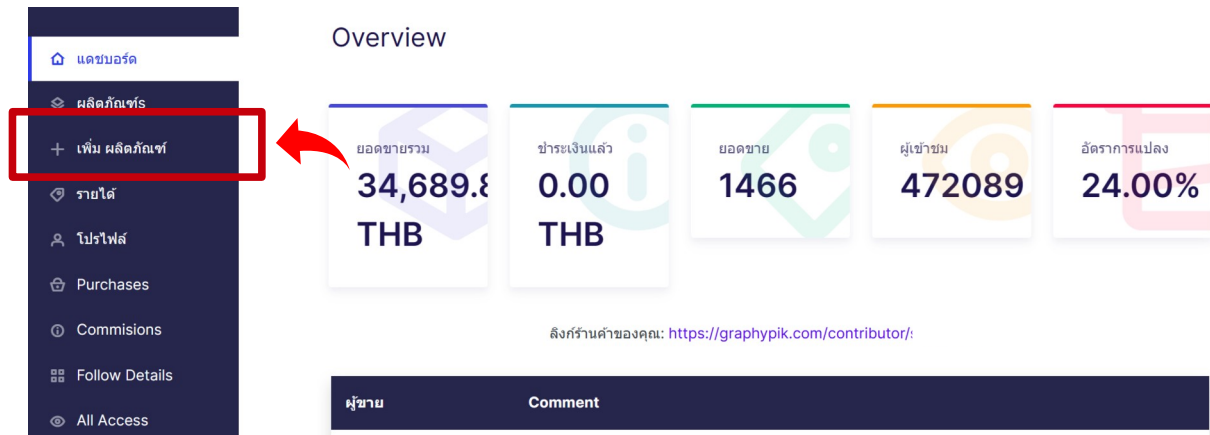 Overview
แดชบอร์ด
ผลิตภัณฑ์s
เพิ่ม ผลิตภัณฑ์
รายได้
โปรไฟล์
Purchases
Commisions
Follow Details
All Access
ยอดขายรวม
34,689.8
THB
ชำระเงินแล้ว
0.00
THB
ยอดขาย
1466
ผู้เข้าชม
472089
อัตราการแปลง
24.00%
ลิงก์ร้านค้าของคุณ: https://graphypik.com/contributor/
ผู้ขาย Comment